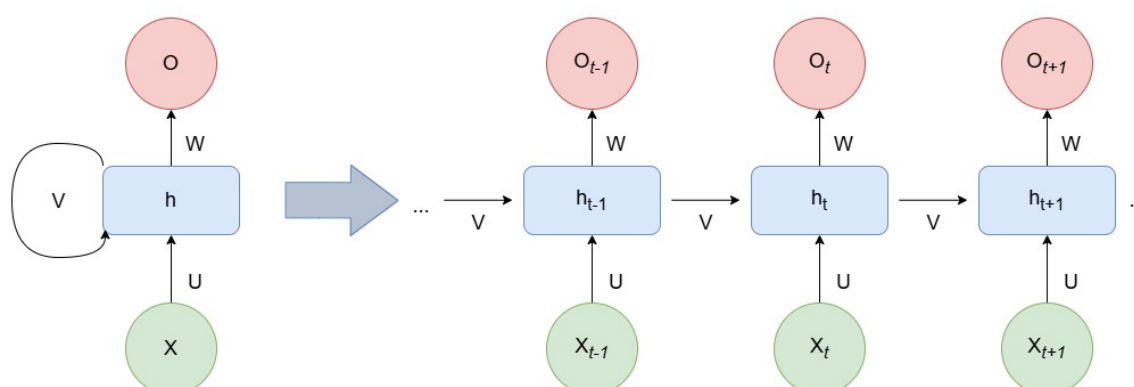 O O_{t-1} O_t O_{t+1}
W W W W
V h ... V h_{t-1} V h_t V h_{t+1} .
U U U U
X X_{t-1} X_t X_{t+1}